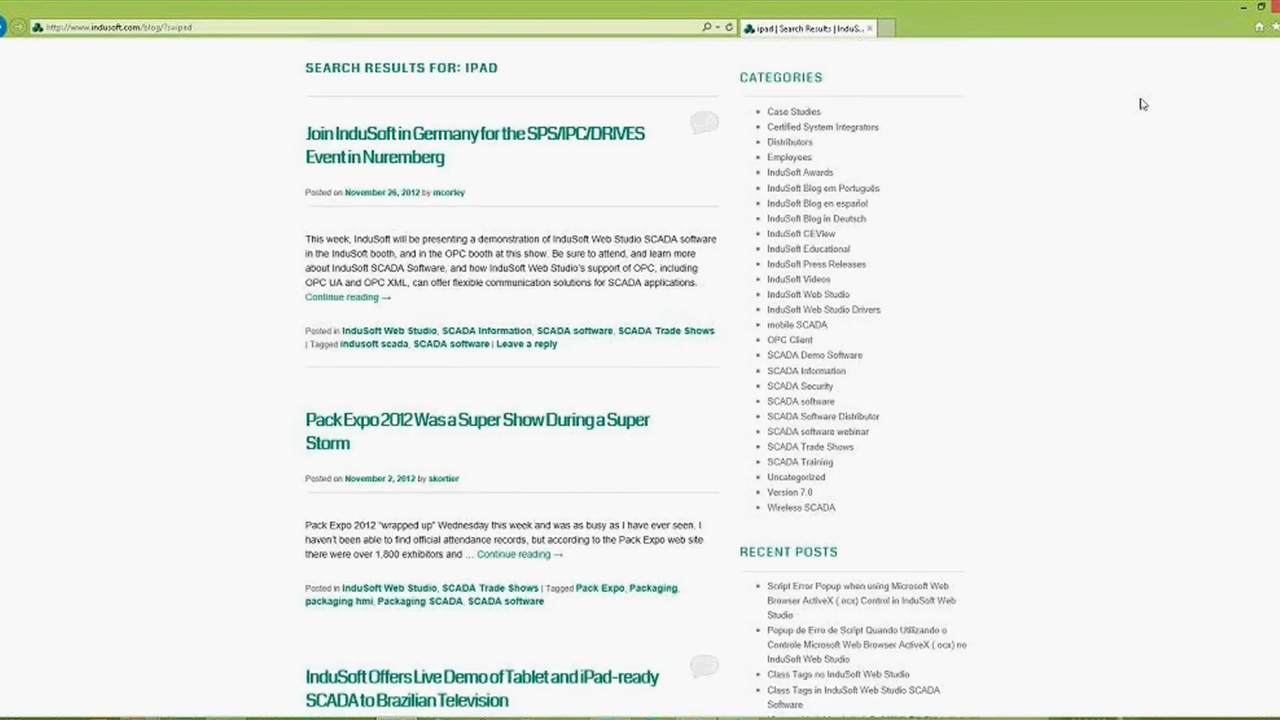 http://www.indusoft.com/blog/?s=ipad
ipad | Search Results | InduS...
SEARCH RESULTS FOR: IPAD
Join InduSoft in Germany for the SPS/IPC/DRIVES
Event in Nuremberg
Posted on November 26, 2012 by mcorley
This week, InduSoft will be presenting a demonstration of InduSoft Web Studio SCADA software
in the InduSoft booth, and in the OPC booth at this show. Be sure to attend, and learn more
about InduSoft SCADA Software, and how InduSoft Web Studio's support of OPC, including
OPC UA and OPC XML, can offer flexible communication solutions for SCADA applications.
Continue reading →
Posted in InduSoft Web Studio, SCADA Information, SCADA software, SCADA Trade Shows
| Tagged indusoft scada, SCADA software | Leave a reply
Pack Expo 2012 Was a Super Show During a Super
Storm
Posted on November 2, 2012 by skortier
Pack Expo 2012 "wrapped up" Wednesday this week and was as busy as I have ever seen. I
haven't been able to find official attendance records, but according to the Pack Expo web site
there were over 1,800 exhibitors and ... Continue reading →
Posted in InduSoft Web Studio, SCADA Trade Shows | Tagged Pack Expo, Packaging,
packaging hmi, Packaging SCADA, SCADA software
InduSoft Offers Live Demo of Tablet and iPad-ready
SCADA to Brazilian Television
CATEGORIES
Case Studies
Certified System Integrators
Distributors
Employees
InduSoft Awards
InduSoft Blog em Português
InduSoft Blog en español
InduSoft Blog in Deutsch
InduSoft CEView
InduSoft Educational
InduSoft Press Releases
InduSoft Videos
InduSoft Web Studio
InduSoft Web Studio Drivers
mobile SCADA
OPC Client
SCADA Demo Software
SCADA Information
SCADA Security
SCADA software
SCADA Software Distributor
SCADA software webinar
SCADA Trade Shows
SCADA Training
Uncategorized
Version 7.0
Wireless SCADA
RECENT POSTS
Script Error Popup when using Microsoft Web
Browser ActiveX (.ocx) Control in InduSoft Web
Studio
Popup de Erro de Script Quando Utilizando o
Controle Microsoft Web Browser ActiveX (.ocx) no
InduSoft Web Studio
Class Tags no InduSoft Web Studio
Class Tags in InduSoft Web Studio SCADA
Software